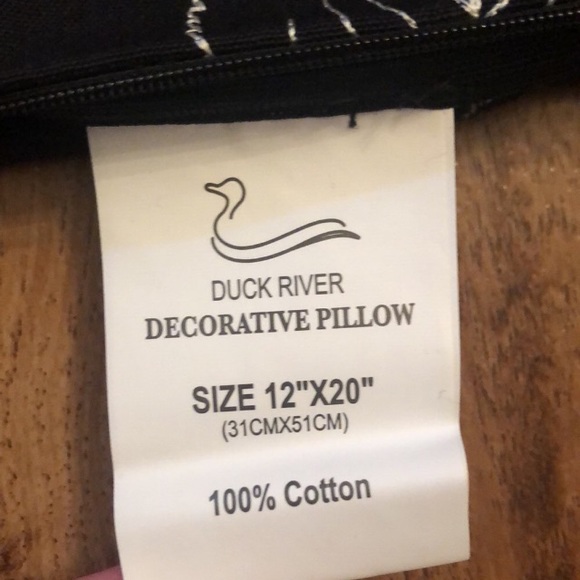 DUCK RIVER
DECORATIVE PILLOW
SIZE 12"X20"
(31CMX51CM)
100% Cotton